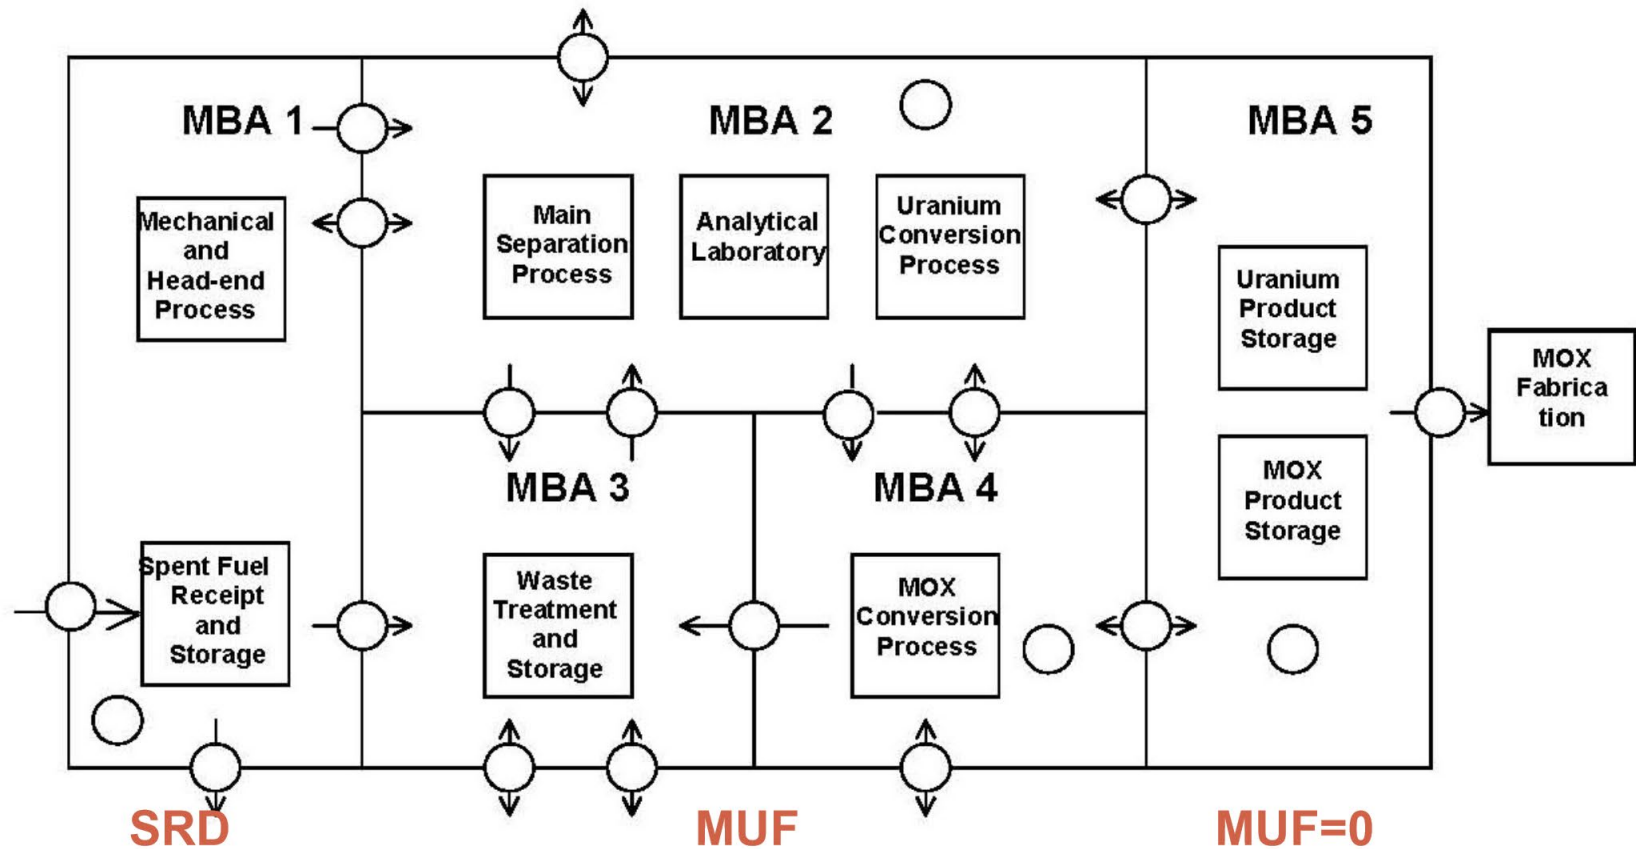 MBA 1
MBA 2
MBA 5
Mechanical
and
Head-end
Process
Main
Separation
Process
Analytical
Laboratory
Uranium
Conversion
Process
Uranium
Product
Storage
MOX
Fabrica
tion
MOX
Product
Storage
MBA 3
MBA 4
Spent Fuel
Receipt
and
Storage
Waste
Treatment
and
Storage
MOX
Conversion
Process
SRD
MUF
MUF=0